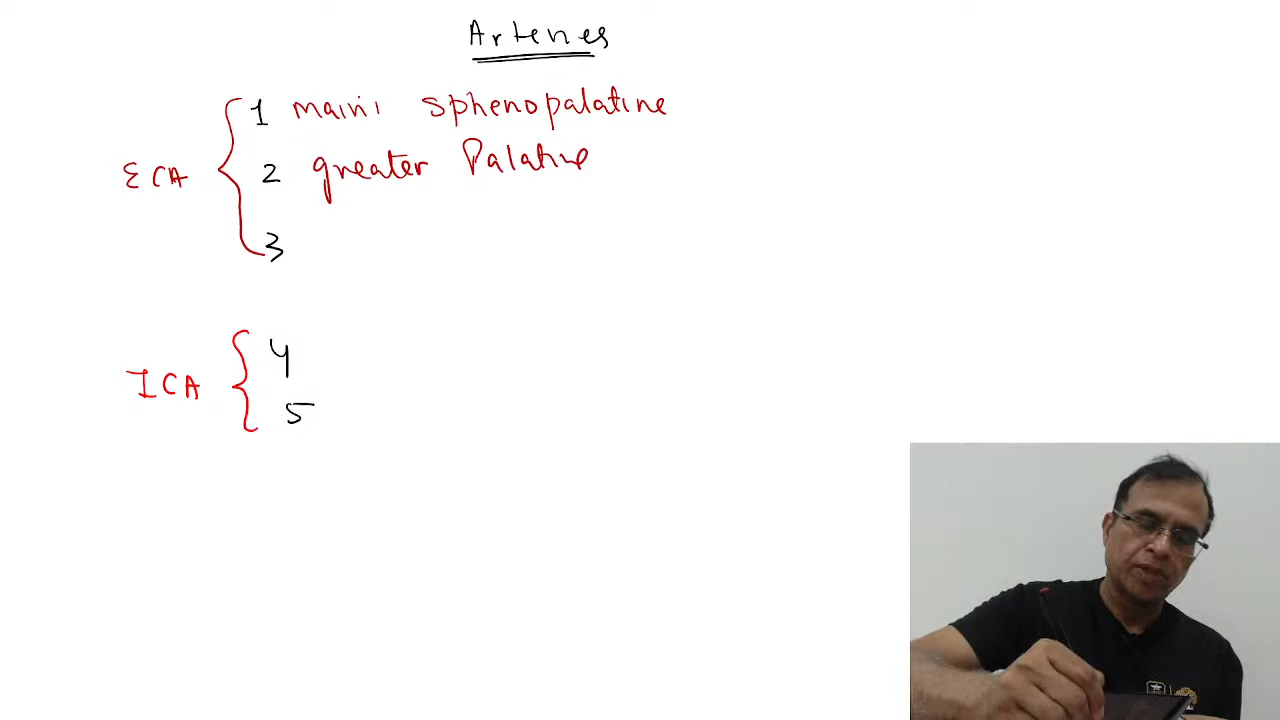 Arteries
ECA
1 main: sphenopalatine
2 greater Palatine
3
ICA
4
5